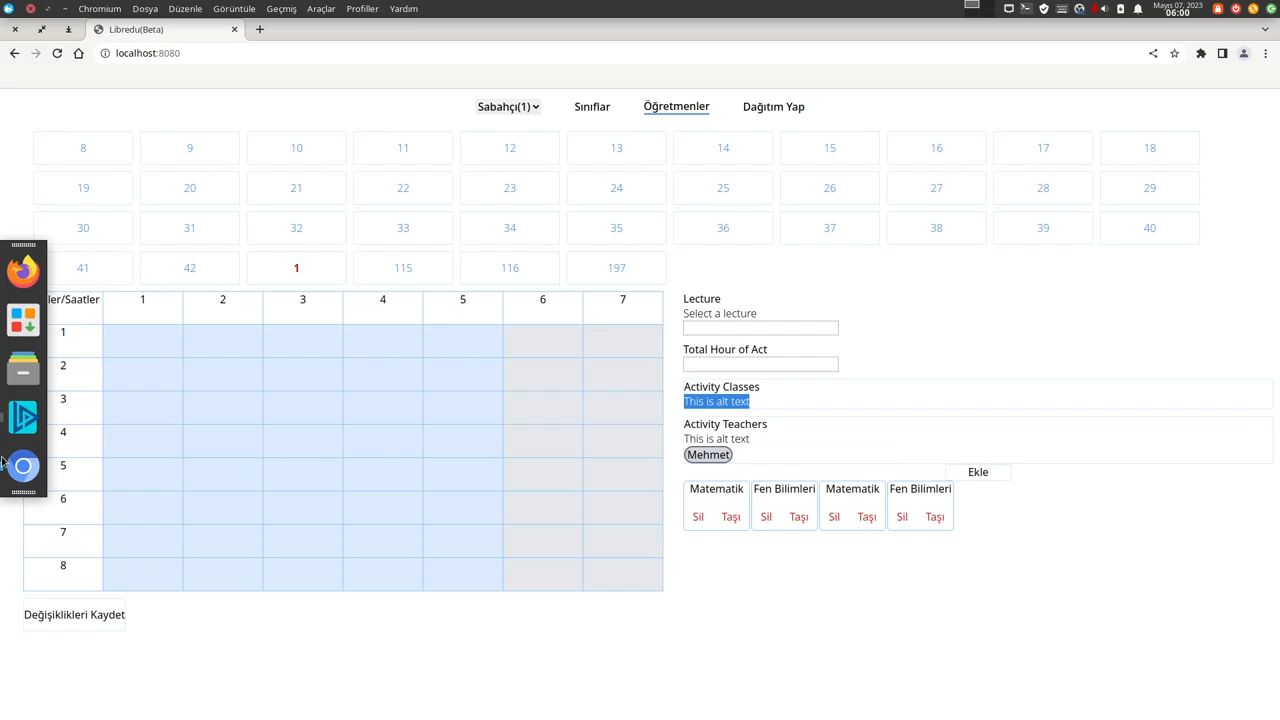 Chromium Dosya Düzenle Görüntüle Geçmiş Araçlar Profiller Yardım
Mayıs 07, 2023
06:00
Libredu(Beta)
localhost:8080
Sabahçı(1) Sınıflar Öğretmenler Dağıtım Yap
8 9 10 11 12 13 14 15 16 17 18
19 20 21 22 23 24 25 26 27 28 29
30 31 32 33 34 35 36 37 38 39 40
41 42 1 115 116 197
ler/Saatler 1 2 3 4 5 6 7
1
2
3
4
5
6
7
8
Değişiklikleri Kaydet
Lecture
Select a lecture
Total Hour of Act
Activity Classes
This is alt text
Activity Teachers
This is alt text
Mehmet
Ekle
Matematik Fen Bilimleri Matematik Fen Bilimleri
Sil Taşı Sil Taşı Sil Taşı Sil Taşı